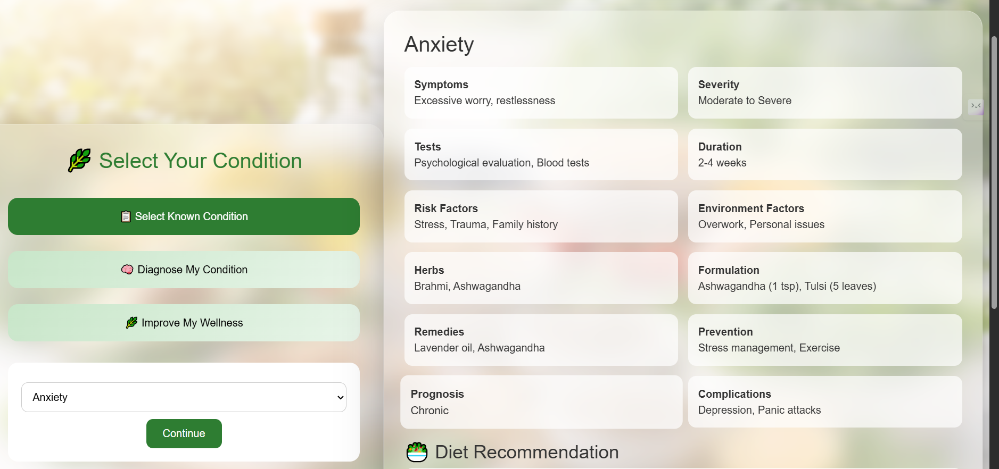 Select Your Condition
Select Known Condition
Diagnose My Condition
Improve My Wellness
Anxiety
Continue
Anxiety
Symptoms
Excessive worry, restlessness
Severity
Moderate to Severe
Tests
Psychological evaluation, Blood tests
Duration
2-4 weeks
Risk Factors
Stress, Trauma, Family history
Environment Factors
Overwork, Personal issues
Herbs
Brahmi, Ashwagandha
Formulation
Ashwagandha (1 tsp), Tulsi (5 leaves)
Remedies
Lavender oil, Ashwagandha
Prevention
Stress management, Exercise
Prognosis
Chronic
Complications
Depression, Panic attacks
Diet Recommendation